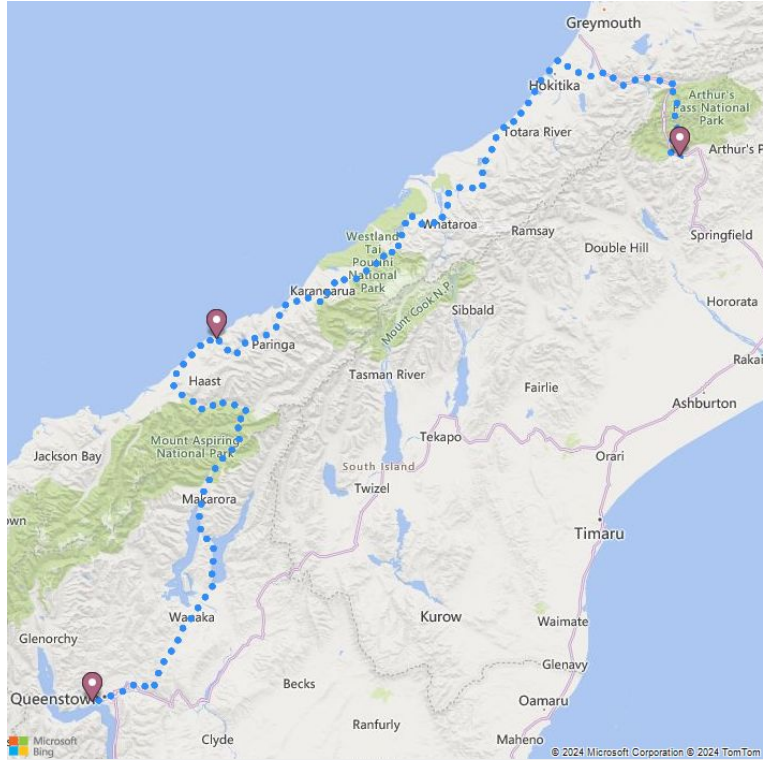 Greymouth
Hokitika
Arthur's
Pass National
Park
Totara River
Arthur's P
Whataroa
Ramsay
Springfield
Double Hill
Westland
Tai
Poutini
National
Park
Karangarua
Mount Cook N.P.
Sibbald
Hororata
Paringa
Rakai
Haast
Tasman River
Fairlie
Ashburton
Mount Aspiring
National Park
Jackson Bay
Tekapo
Orari
South Island
Twizel
Makarora
own
Timaru
Wanaka
Kurow
Waimate
Glenorchy
Glenavy
Queenstown
Becks
Oamaru
Ranfurly
Clyde
Maheno
Microsoft
Bing
© 2024 Microsoft Corporation © 2024 TomTom